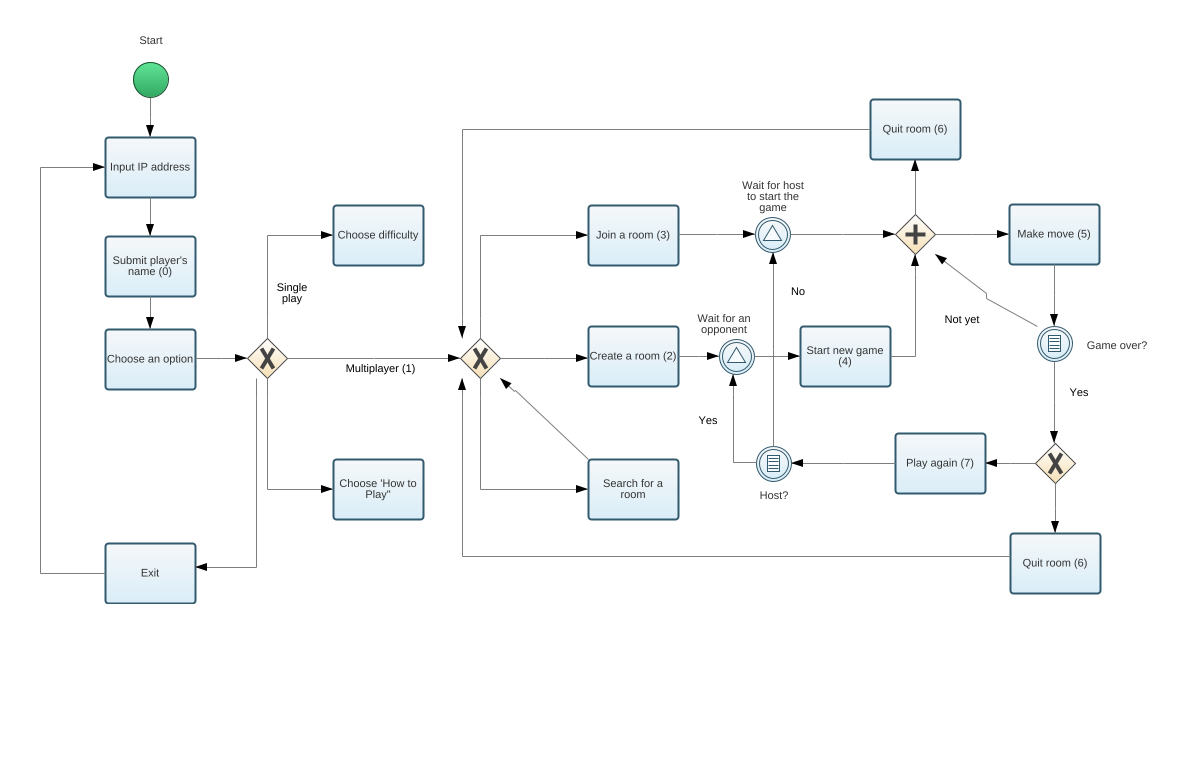 Start
Input IP address
Submit player's
name (0)
Choose an option
Exit
Single
play
Choose difficulty
Multiplayer (1)
Choose 'How to
Play"
Join a room (3)
Create a room (2)
Search for a
room
Wait for host
to start the
game
Wait for an
opponent
No
Yes
Host?
Start new game
(4)
Quit room (6)
Make move (5)
Not yet
Game over?
Yes
Play again (7)
Quit room (6)